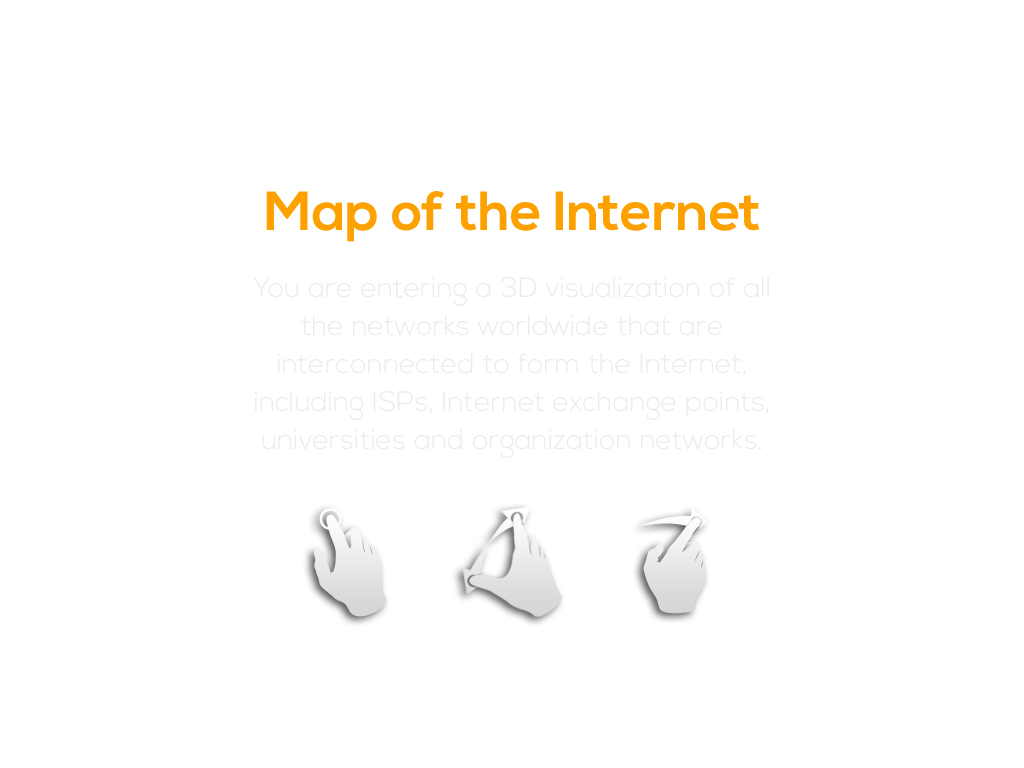 Map of the Internet
You are entering a 3D visualization of all
the networks worldwide that are
interconnected to form the Internet,
including ISPs, Internet exchange points,
universities and organization networks.